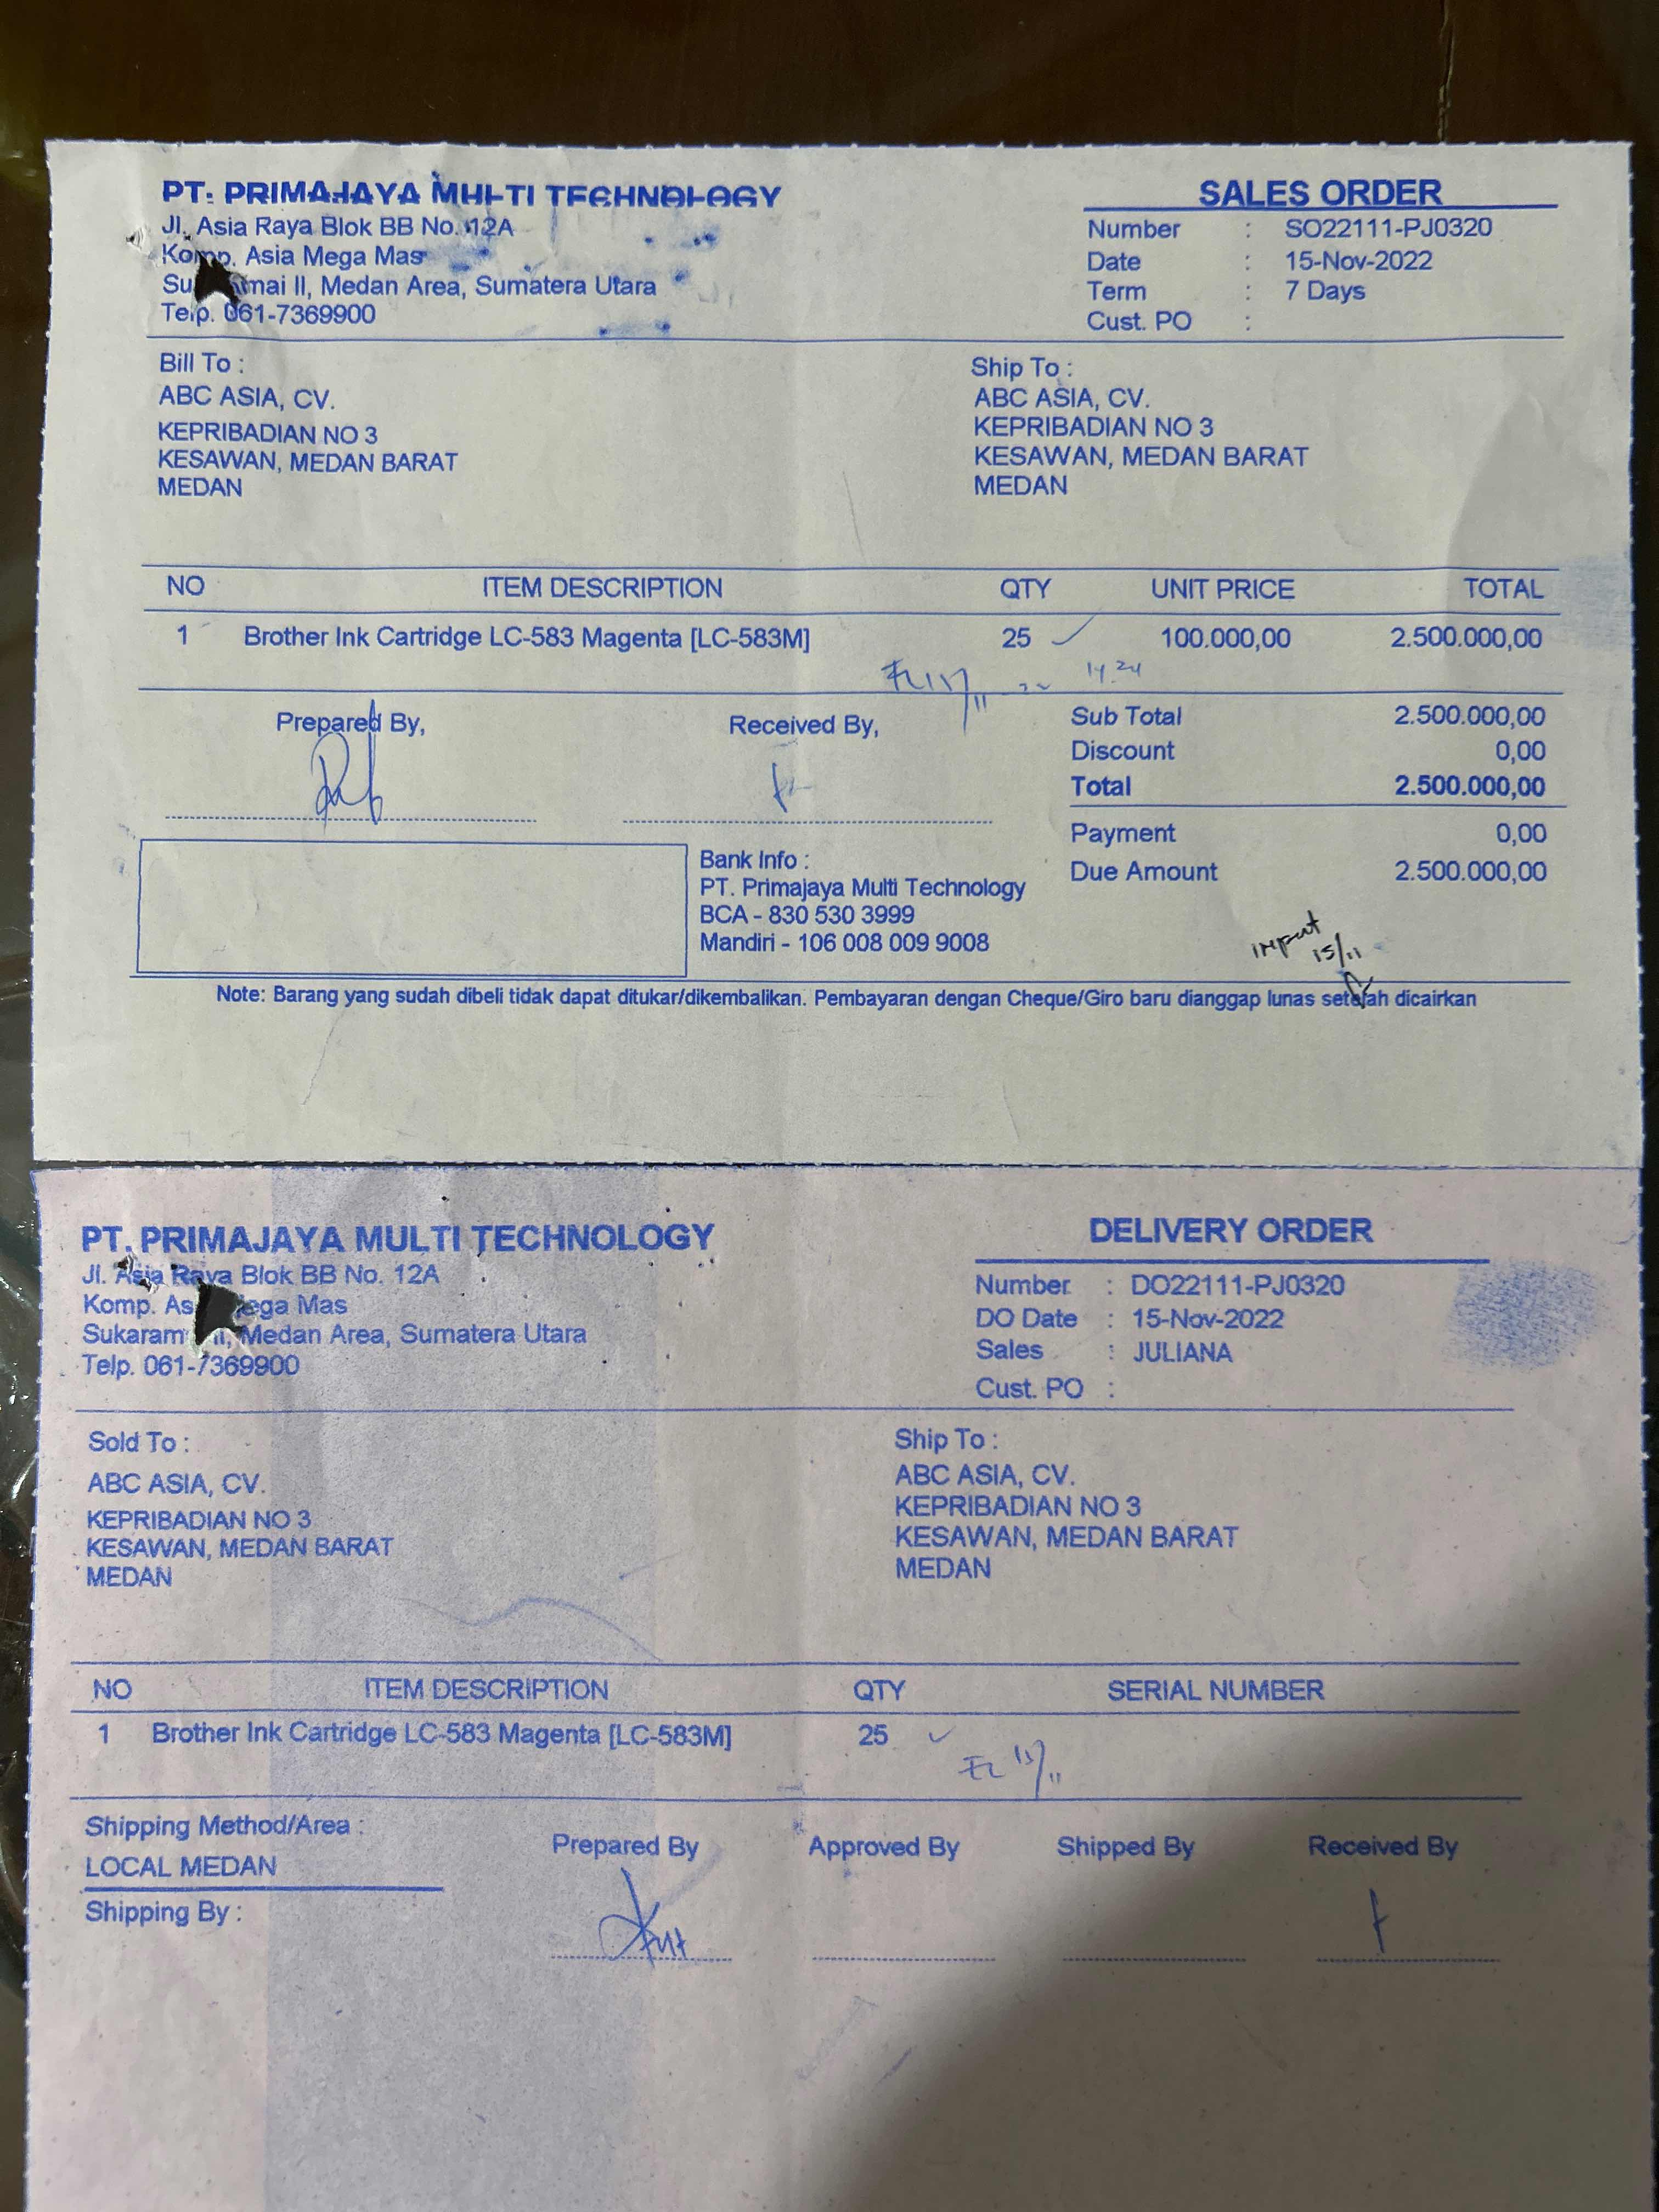 PT. PRIMAJAYA MULTI TECHNOLOGY
Jl. Asia Raya Blok BB No. 12A
Komp. Asia Mega Mas
mai II, Medan Area, Sumatera Utara
Telp. 061-7369900
SALES ORDER
Number : SO22111-PJ0320
Date : 15-Nov-2022
Term : 7 Days
Cust. PO :
Bill To :
ABC ASIA, CV.
KEPRIBADIAN NO 3
KESAWAN, MEDAN BARAT
MEDAN
Ship To :
ABC ASIA, CV.
KEPRIBADIAN NO 3
KESAWAN, MEDAN BARAT
MEDAN
NO ITEM DESCRIPTION QTY UNIT PRICE TOTAL
1 Brother Ink Cartridge LC-583 Magenta [LC-583M] 25 100.000,00 2.500.000,00
14.24
Prepared By,
Received By,
Sub Total 2.500.000,00
Discount 0,00
Total 2.500.000,00
Payment 0,00
Due Amount 2.500.000,00
Bank Info :
PT. Primajaya Multi Technology
BCA - 830 530 3999
Mandiri - 106 008 009 9008
Input
15/11
Note: Barang yang sudah dibeli tidak dapat ditukar/dikembalikan. Pembayaran dengan Cheque/Giro baru dianggap lunas setelah dicairkan
PT. PRIMAJAYA MULTI TECHNOLOGY
Jl. Asia Raya Blok BB No. 12A
Komp. As ega Mas
Sukaram II, Medan Area, Sumatera Utara
Telp. 061-7369900
DELIVERY ORDER
Number : DO22111-PJ0320
DO Date : 15-Nov-2022
Sales : JULIANA
Cust. PO :
Sold To :
ABC ASIA, CV.
KEPRIBADIAN NO 3
KESAWAN, MEDAN BARAT
MEDAN
Ship To :
ABC ASIA, CV.
KEPRIBADIAN NO 3
KESAWAN, MEDAN BARAT
MEDAN
NO ITEM DESCRIPTION QTY SERIAL NUMBER
1 Brother Ink Cartridge LC-583 Magenta [LC-583M] 25
15/11
Shipping Method/Area :
LOCAL MEDAN
Shipping By :
Prepared By
Approved By
Shipped By
Received By